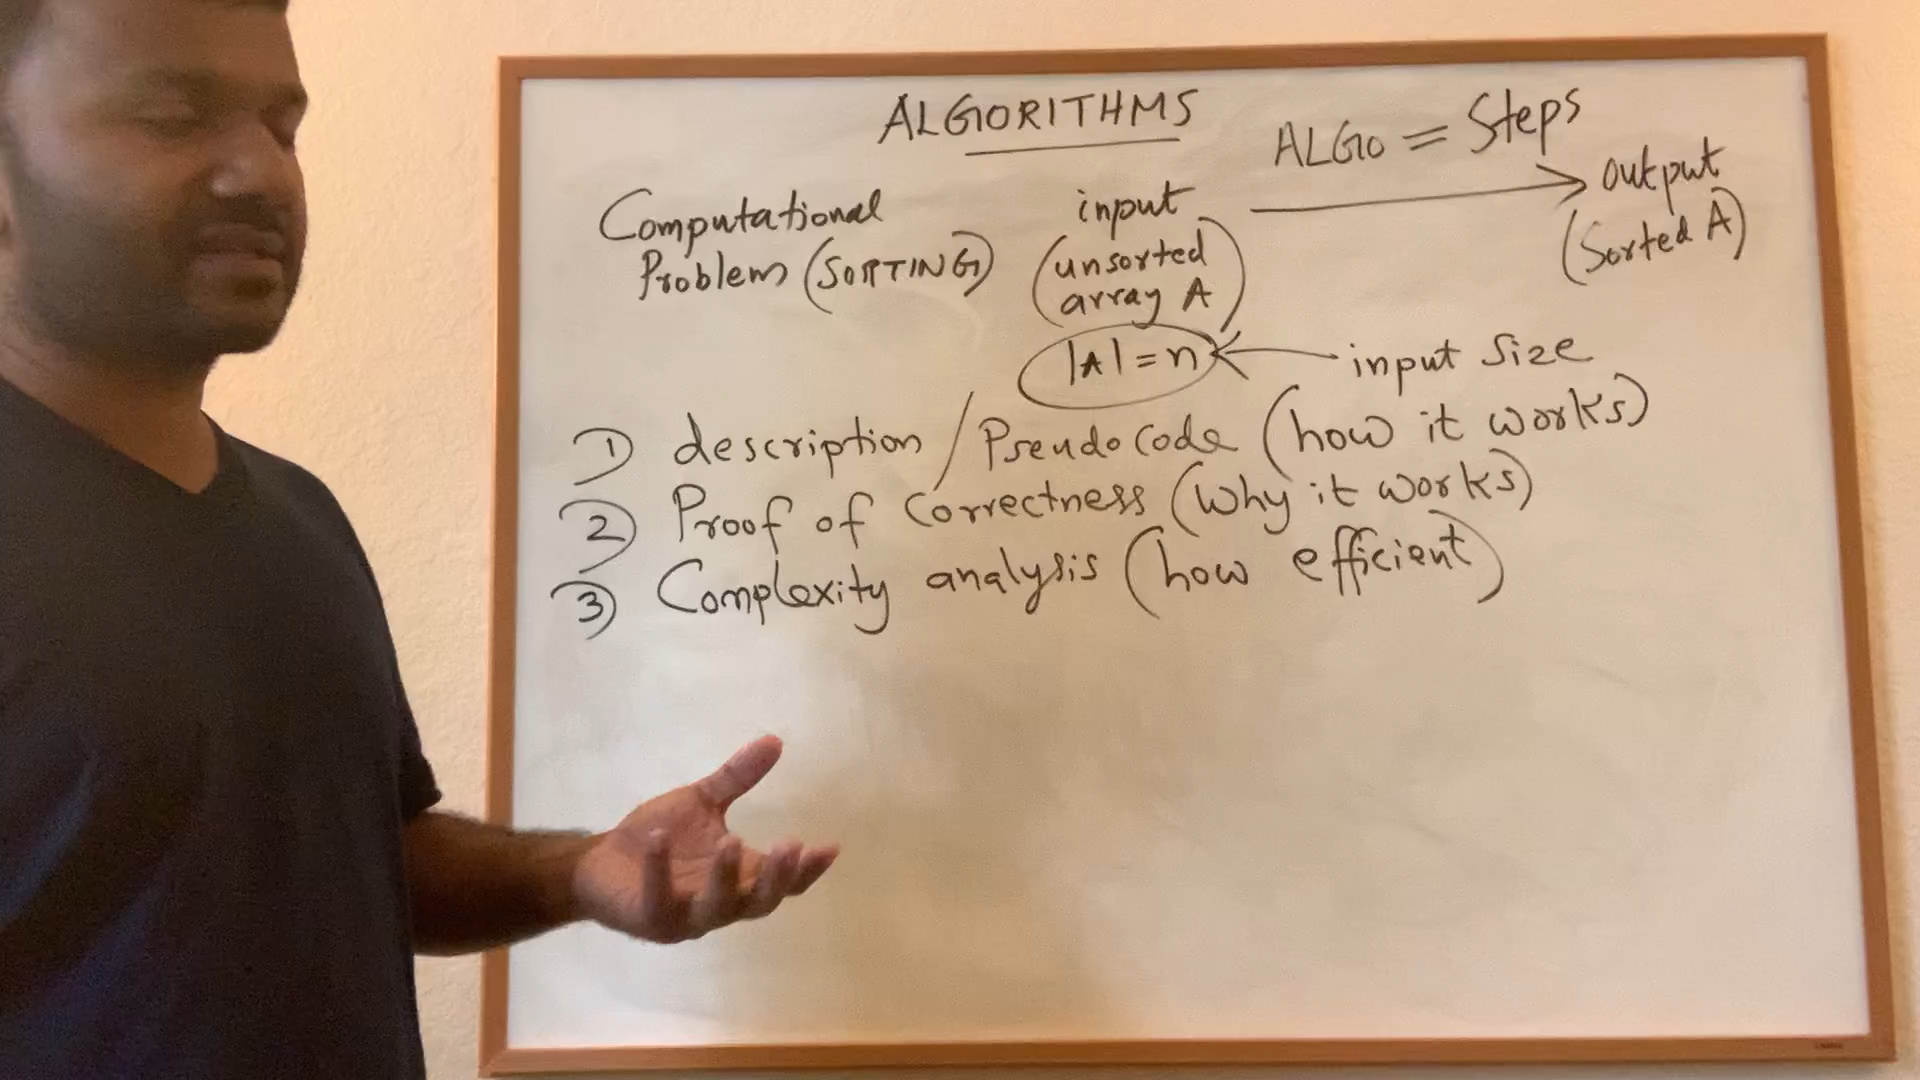 ALGORITHMS
ALGO = Steps
Computational
Problem (SORTING)
input
(unsorted
array A)
output
(Sorted A)
|A| = n
input size
1) description / Pseudocode (how it works)
2) Proof of Correctness (why it works)
3) Complexity analysis (how efficient)